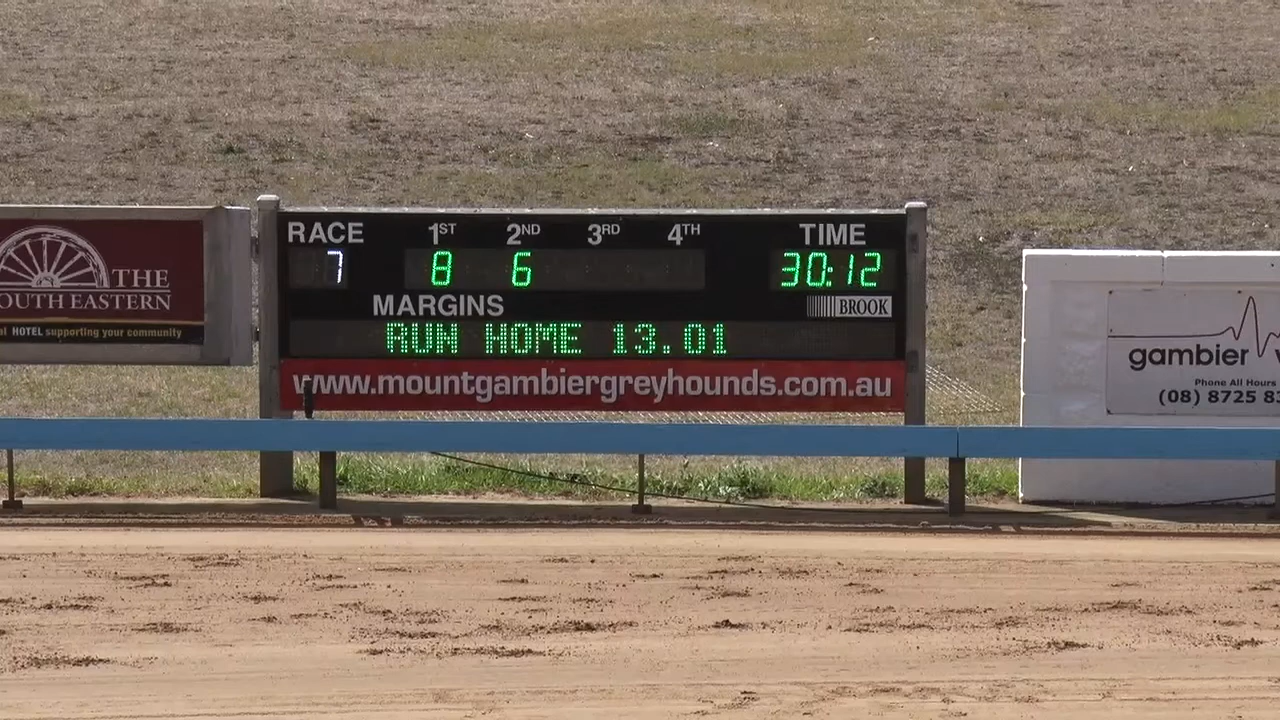 RACE 1ST 2ND 3RD 4TH TIME
7 8 6 30:12
MARGINS BROOK
RUN HOME 13.01
www.mountgambiergreyhounds.com.au
THE
OUTH EASTERN
HOTEL supporting your community
gambier
Phone All Hours
(08) 8725 83